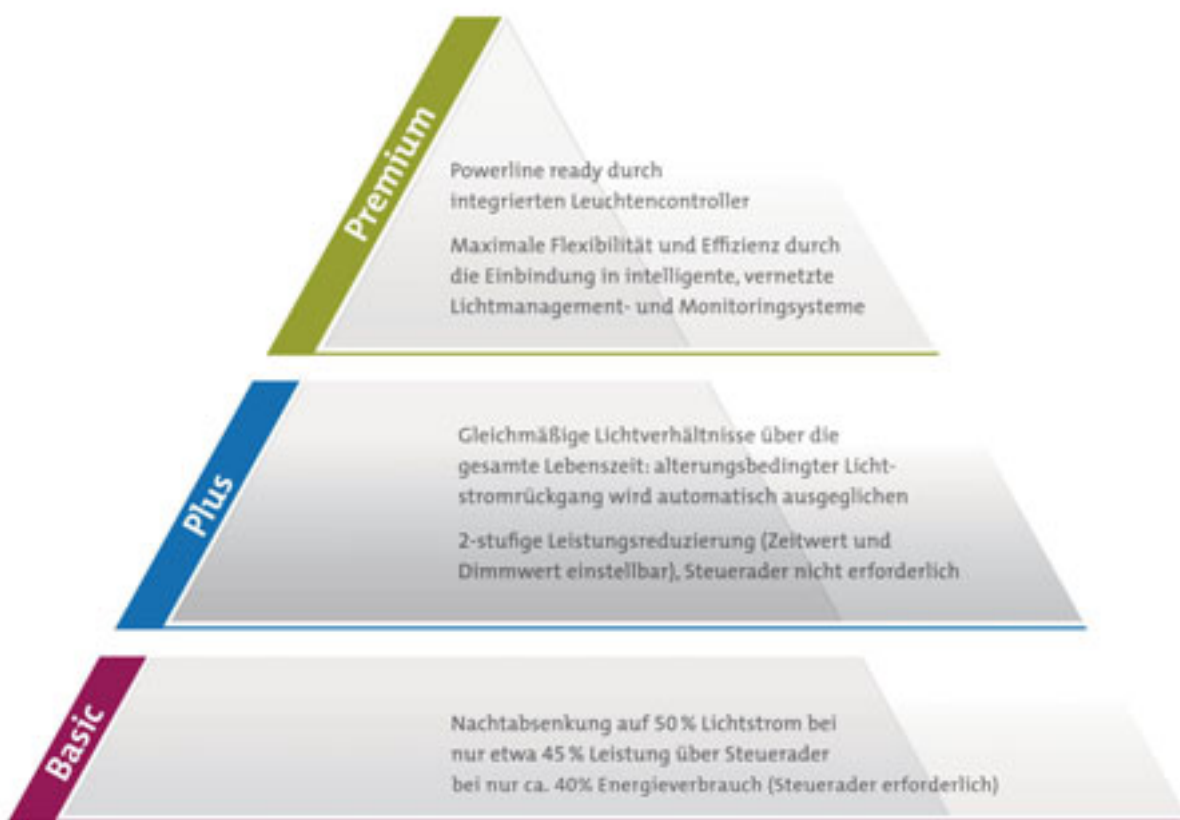 Premium
Powerline ready durch
integrierten Leuchtencontroller
Maximale Flexibilität und Effizienz durch
die Einbindung in intelligente, vernetzte
Lichtmanagement- und Monitoringsysteme
Plus
Gleichmäßige Lichtverhältnisse über die
gesamte Lebenszeit: alterungsbedingter Licht-
stromrückgang wird automatisch ausgeglichen
2-stufige Leistungsreduzierung (Zeitwert und
Dimmwert einstellbar), Steuerader nicht erforderlich
Basic
Nachtabsenkung auf 50 % Lichtstrom bei
nur etwa 45 % Leistung über Steuerader
bei nur ca. 40% Energieverbrauch (Steuerader erforderlich)